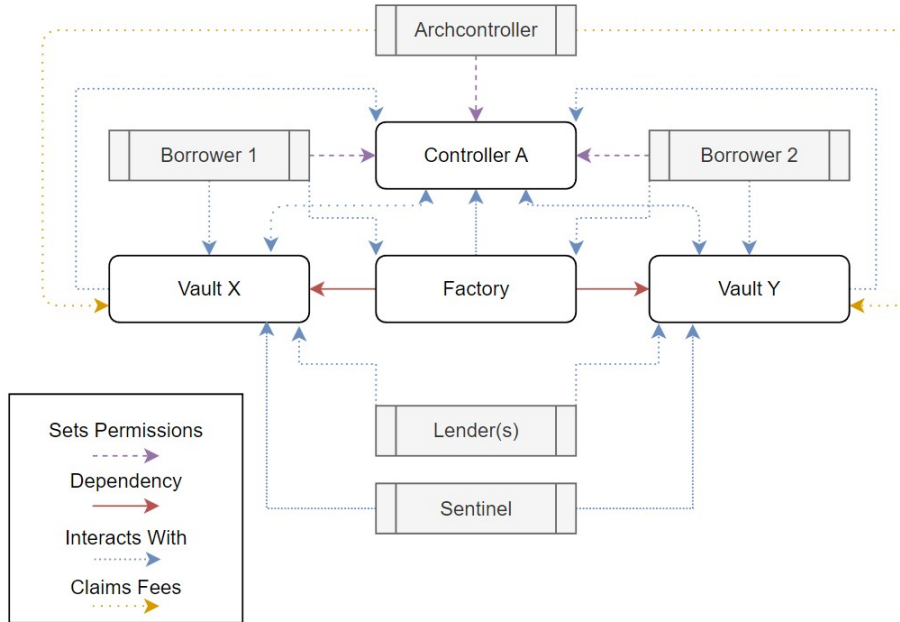 Archcontroller
Borrower 1
Controller A
Borrower 2
Vault X
Factory
Vault Y
Sets Permissions
Dependency
Interacts With
Claims Fees
Lender(s)
Sentinel